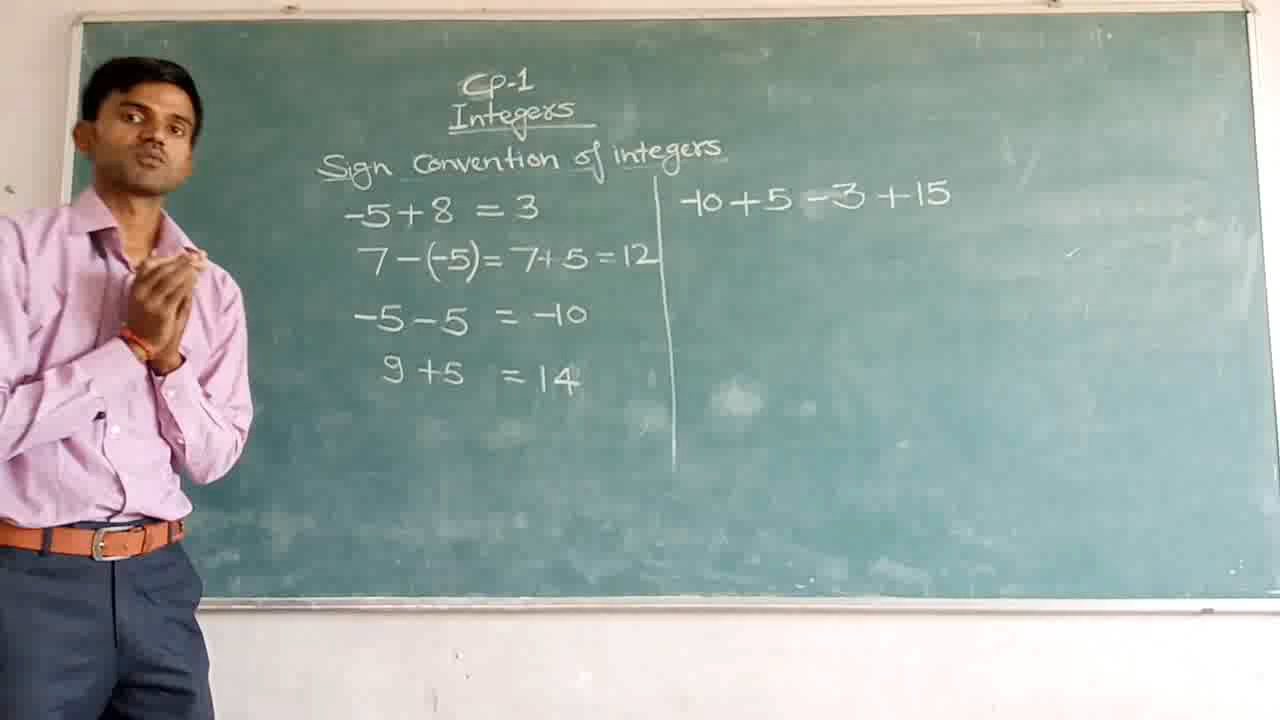 CP-1
Integers
Sign Convention of integers
-5+8 = 3
7-(-5)= 7+5 =12
-5-5 = -10
9+5 = 14
-10+5-3+15